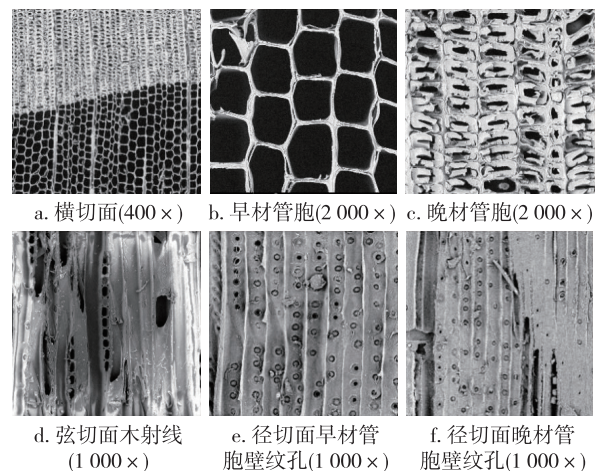 a. 横切面(400×)
b. 早材管胞(2 000×)
c. 晚材管胞(2 000×)
d. 弦切面木射线
(1 000×)
e. 径切面早材管
胞壁纹孔(1 000×)
f. 径切面晚材管
胞壁纹孔(1 000×)